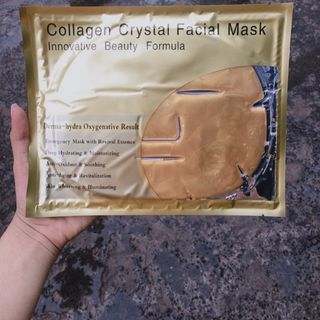 Collagen Crystal Facial Mask
Innovative Beauty Formula
Derma-hydra Oxygenative Result
Emergency Mask with Revival Essence
Deep Hydrating & Moisturizing
Anti-Oxidant & Soothing
Anti-Aging & Revitalization
Skin Whitening & Illuminating